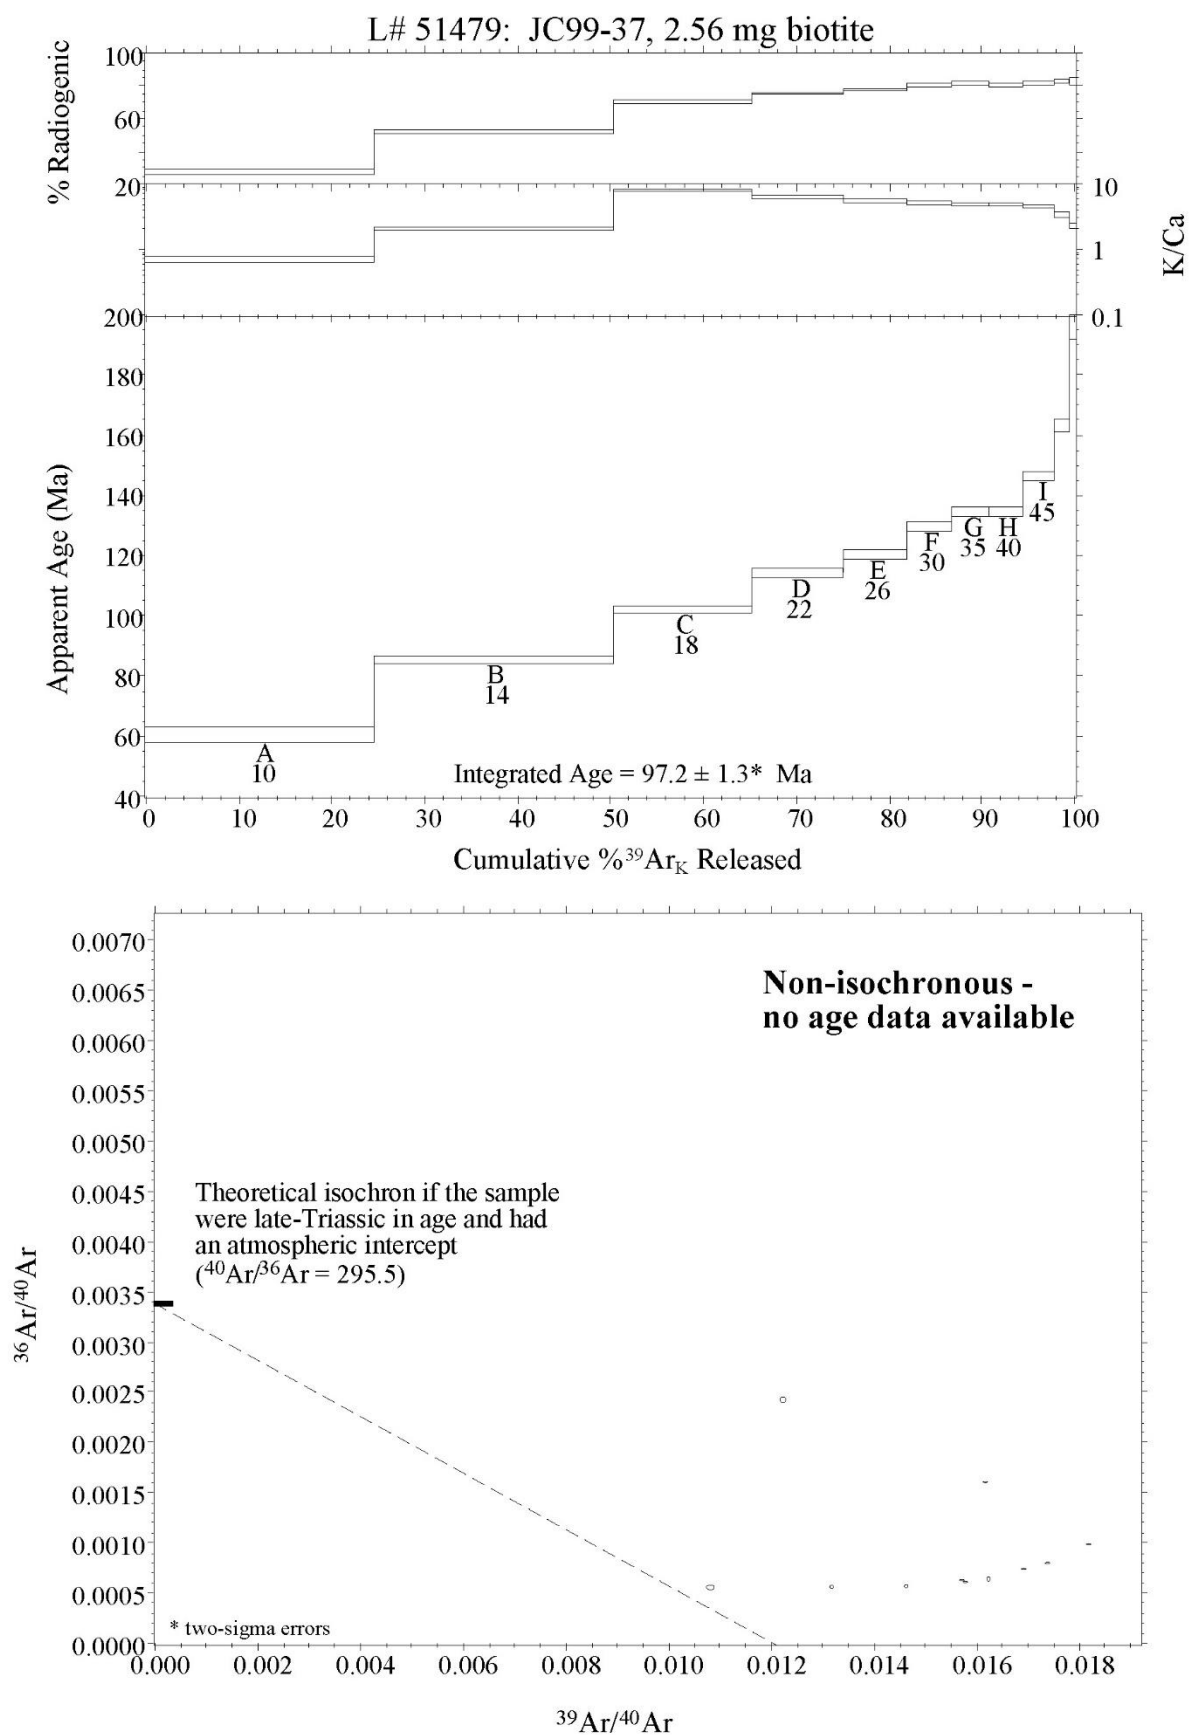 L# 51479: JC99-37, 2.56 mg biotite
% Radiogenic
100
60
20
10
1
0.1
K/Ca
Apparent Age (Ma)
200
180
160
140
120
100
80
60
40
A
10
B
14
C
18
D
22
E
26
F
30
G
35
H
40
I
45
Integrated Age = 97.2 ± 1.3* Ma
0 10 20 30 40 50 60 70 80 90 100
Cumulative %³⁹Ar_K Released
³⁶Ar/⁴⁰Ar
0.0070
0.0065
0.0060
0.0055
0.0050
0.0045
0.0040
0.0035
0.0030
0.0025
0.0020
0.0015
0.0010
0.0005
0.0000
Non-isochronous -
no age data available
Theoretical isochron if the sample
were late-Triassic in age and had
an atmospheric intercept
(⁴⁰Ar/³⁶Ar = 295.5)
* two-sigma errors
0.000 0.002 0.004 0.006 0.008 0.010 0.012 0.014 0.016 0.018
³⁹Ar/⁴⁰Ar